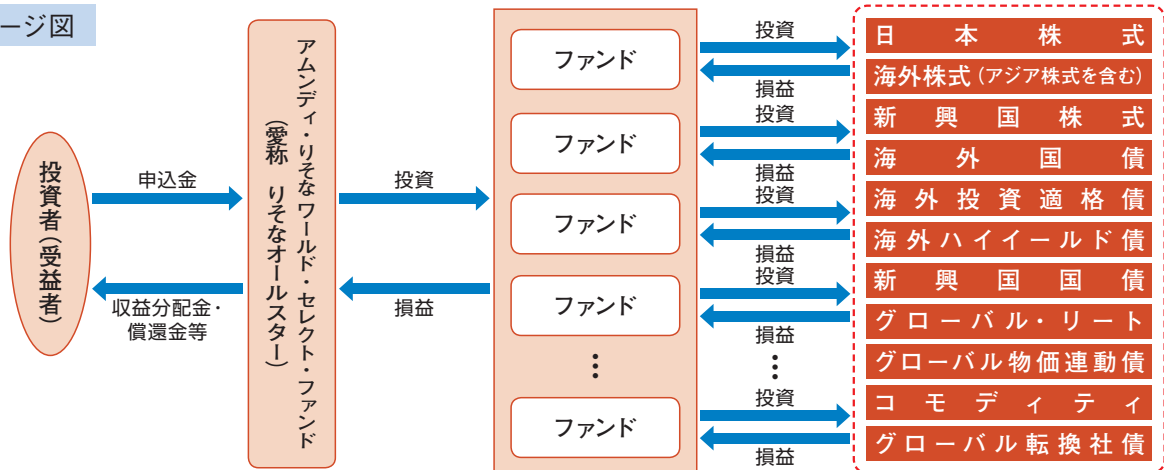 ージ図
投資者(受益者)
申込金
収益分配金・
償還金等
アムンディ・りそなワールド・セレクト・ファンド
(愛称 りそなオールスター)
投資
損益
ファンド
ファンド
ファンド
ファンド
⋮
ファンド
投資
損益
投資
損益
投資
損益
投資
損益
⋮
投資
損益
日本株式
海外株式(アジア株式を含む)
新興国株式
海外国債
海外投資適格債
海外ハイイールド債
新興国国債
グローバル・リート
グローバル物価連動債
コモディティ
グローバル転換社債